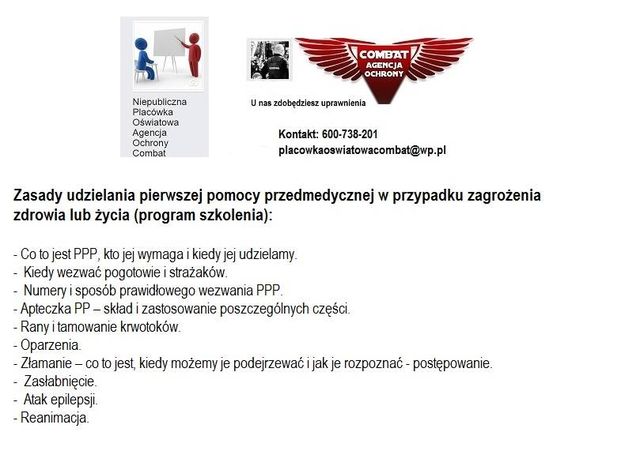 Niepubliczna
Placówka
Oświatowa
Agencja
Ochrony
Combat
COMBAT
AGENCJA
OCHRONY
U nas zdobędziesz uprawnienia
Kontakt: 600-738-201
placowkaoswiatowacombat@wp.pl
Zasady udzielania pierwszej pomocy przedmedycznej w przypadku zagrożenia
zdrowia lub życia (program szkolenia):
- Co to jest PPP, kto jej wymaga i kiedy jej udzielamy.
- Kiedy wezwać pogotowie i strażaków.
- Numery i sposób prawidłowego wezwania PPP.
- Apteczka PP – skład i zastosowanie poszczególnych części.
- Rany i tamowanie krwotoków.
- Oparzenia.
- Złamanie – co to jest, kiedy możemy je podejrzewać i jak je rozpoznać - postępowanie.
- Zasłabnięcie.
- Atak epilepsji.
- Reanimacja.